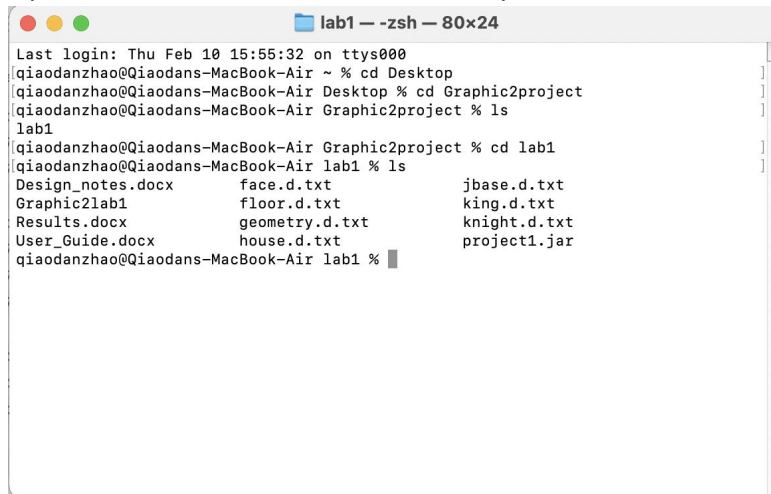 lab1 — -zsh — 80×24
Last login: Thu Feb 10 15:55:32 on ttys000
[qiaodanzhao@Qiaodans-MacBook-Air ~ % cd Desktop ]
[qiaodanzhao@Qiaodans-MacBook-Air Desktop % cd Graphic2project ]
[qiaodanzhao@Qiaodans-MacBook-Air Graphic2project % ls ]
lab1
[qiaodanzhao@Qiaodans-MacBook-Air Graphic2project % cd lab1 ]
[qiaodanzhao@Qiaodans-MacBook-Air lab1 % ls ]
Design_notes.docx face.d.txt jbase.d.txt
Graphic2lab1 floor.d.txt king.d.txt
Results.docx geometry.d.txt knight.d.txt
User_Guide.docx house.d.txt project1.jar
qiaodanzhao@Qiaodans-MacBook-Air lab1 %